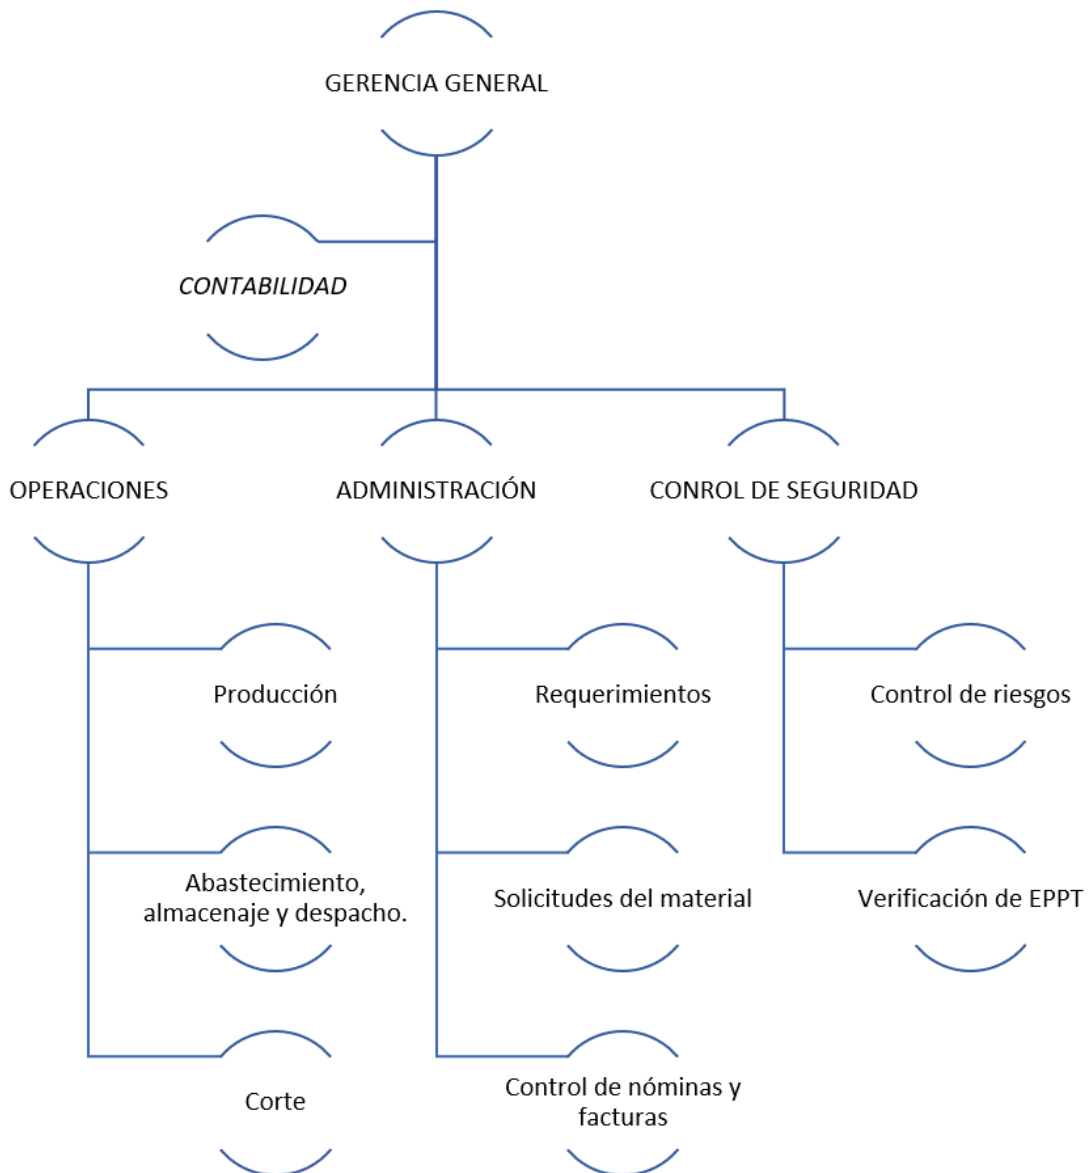 GERENCIA GENERAL
CONTABILIDAD
OPERACIONES
ADMINISTRACIÓN
CONROL DE SEGURIDAD
Producción
Requerimientos
Control de riesgos
Abastecimiento,
almacenaje y despacho.
Solicitudes del material
Verificación de EPPT
Corte
Control de nóminas y
facturas